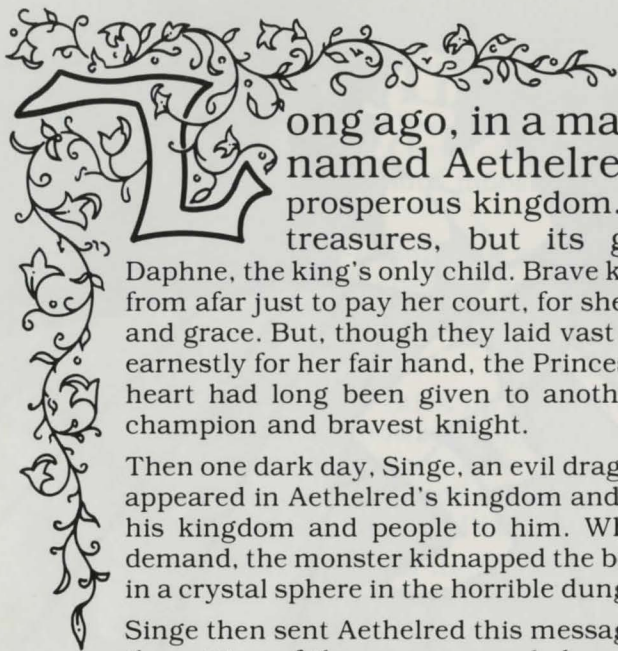 Long ago, in a ma
named Aethelre
prosperous kingdom.
treasures, but its g
Daphne, the king's only child. Brave k
from afar just to pay her court, for she
and grace. But, though they laid vast
earnestly for her fair hand, the Princes
heart had long been given to anoth
champion and bravest knight.
Then one dark day, Singe, an evil drag
appeared in Aethelred's kingdom and
his kingdom and people to him. Wh
demand, the monster kidnapped the b
in a crystal sphere in the horrible dung
Singe then sent Aethelred this messag